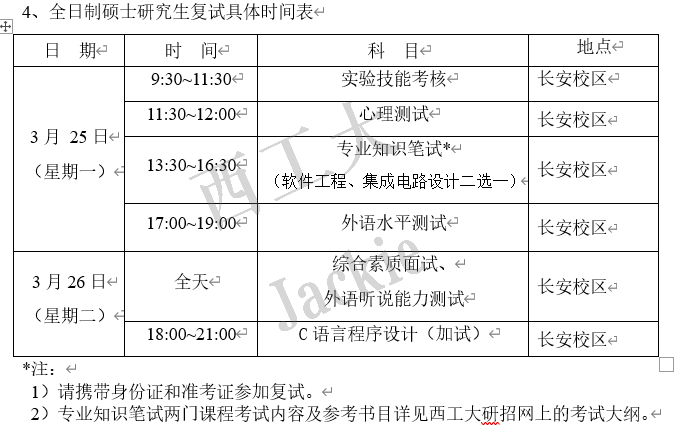 4、全日制硕士研究生复试具体时间表
日 期 时 间 科 目 地点
3月 25日
（星期一）
9:30~11:30 实验技能考核 长安校区
11:30~12:00 心理测试 长安校区
13:30~16:30 专业知识笔试*
（软件工程、集成电路设计二选一） 长安校区
17:00~19:00 外语水平测试 长安校区
3月26日
（星期二）
全天 综合素质面试、
外语听说能力测试 长安校区
18:00~21:00 C语言程序设计（加试） 长安校区
*注：
1）请携带身份证和准考证参加复试。
2）专业知识笔试两门课程考试内容及参考书目详见西工大研招网上的考试大纲。
西工大
Jackie